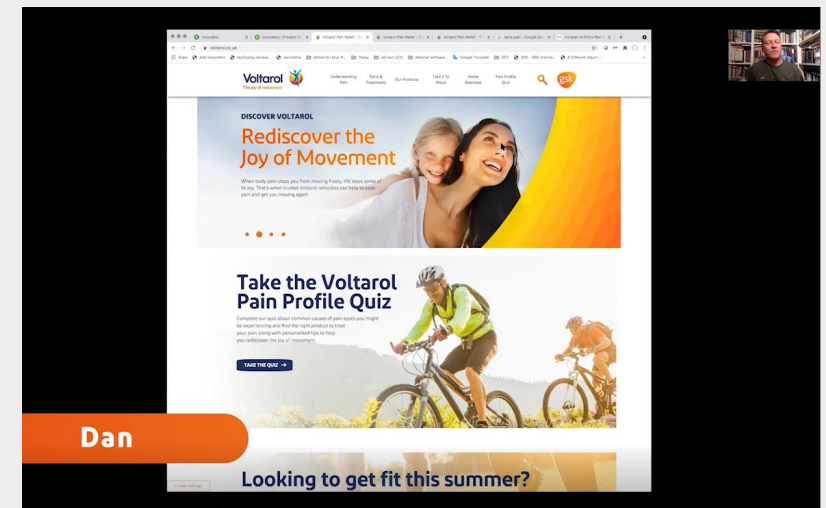 voltarol.co.uk
Voltarol
The joy of movement
Understanding Pain
Pains & Treatments
Our Products
Take 2 To Move
Home Exercises
Pain Profile Quiz
gsk
DISCOVER VOLTAROL
Rediscover the
Joy of Movement
When body pain stops you from moving freely, life loses some of
its joy. That's when trusted Voltarol remedies can help to ease
pain and get you moving again.
Take the Voltarol
Pain Profile Quiz
Complete our quiz about common causes of pain types you might
be experiencing and find the right product to treat
your pain along with personalised tips to help
you rediscover the joy of movement.
TAKE THE QUIZ →
Dan
Looking to get fit this summer?
Cookie Settings